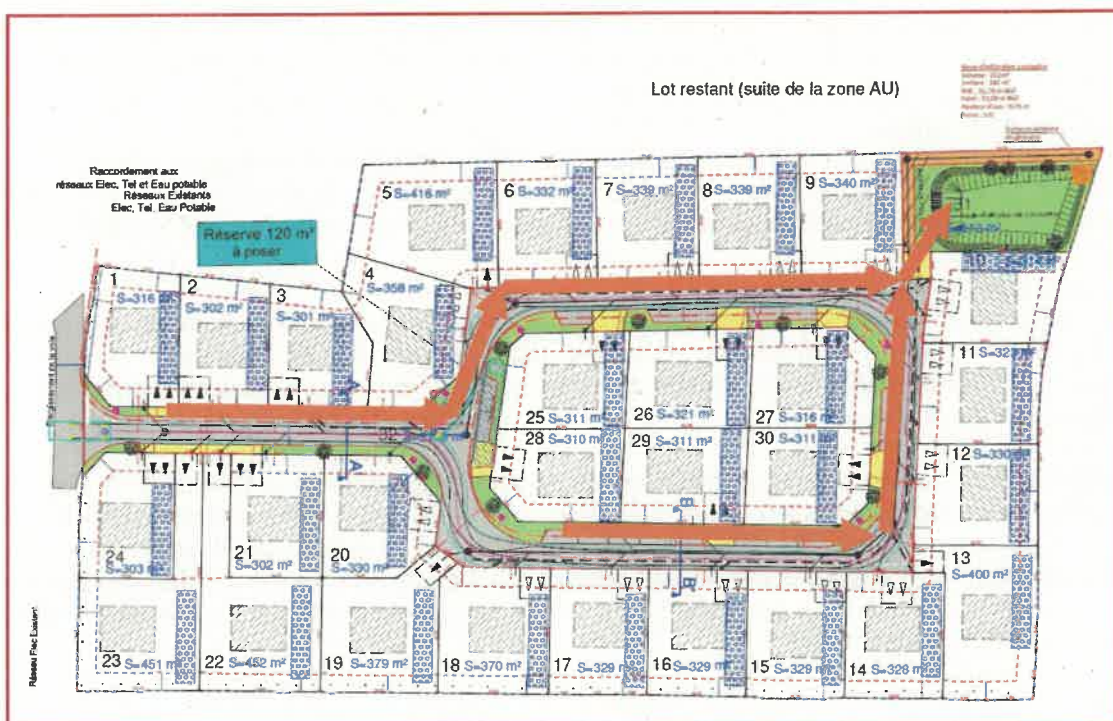 Lot restant (suite de la zone AU)
Raccordement aux
réseaux Elec, Tel et Eau potable
Réseaux Existants
Elec, Tel, Eau Potable
Réserve 120 m³
à poser
5 S=416 m²
6 S=332 m²
7 S=339 m²
8 S=339 m²
9 S=340 m²
4
S=358 m²
1
S=316 m²
2
S=302 m²
3
S=301 m²
11 S=323 m²
25 S=311 m²
26 S=321 m²
27 S=316 m²
28 S=310 m²
29 S=311 m²
30 S=311 m²
12 S=330 m²
A
A
B
B
24
S=303 m²
21
S=302 m²
20
S=330 m²
13
S=400 m²
23 S=451 m²
22 S=452 m²
19 S=379 m²
18 S=370 m²
17 S=329 m²
16 S=329 m²
15 S=329 m²
14 S=328 m²
Réseau Elec Existant